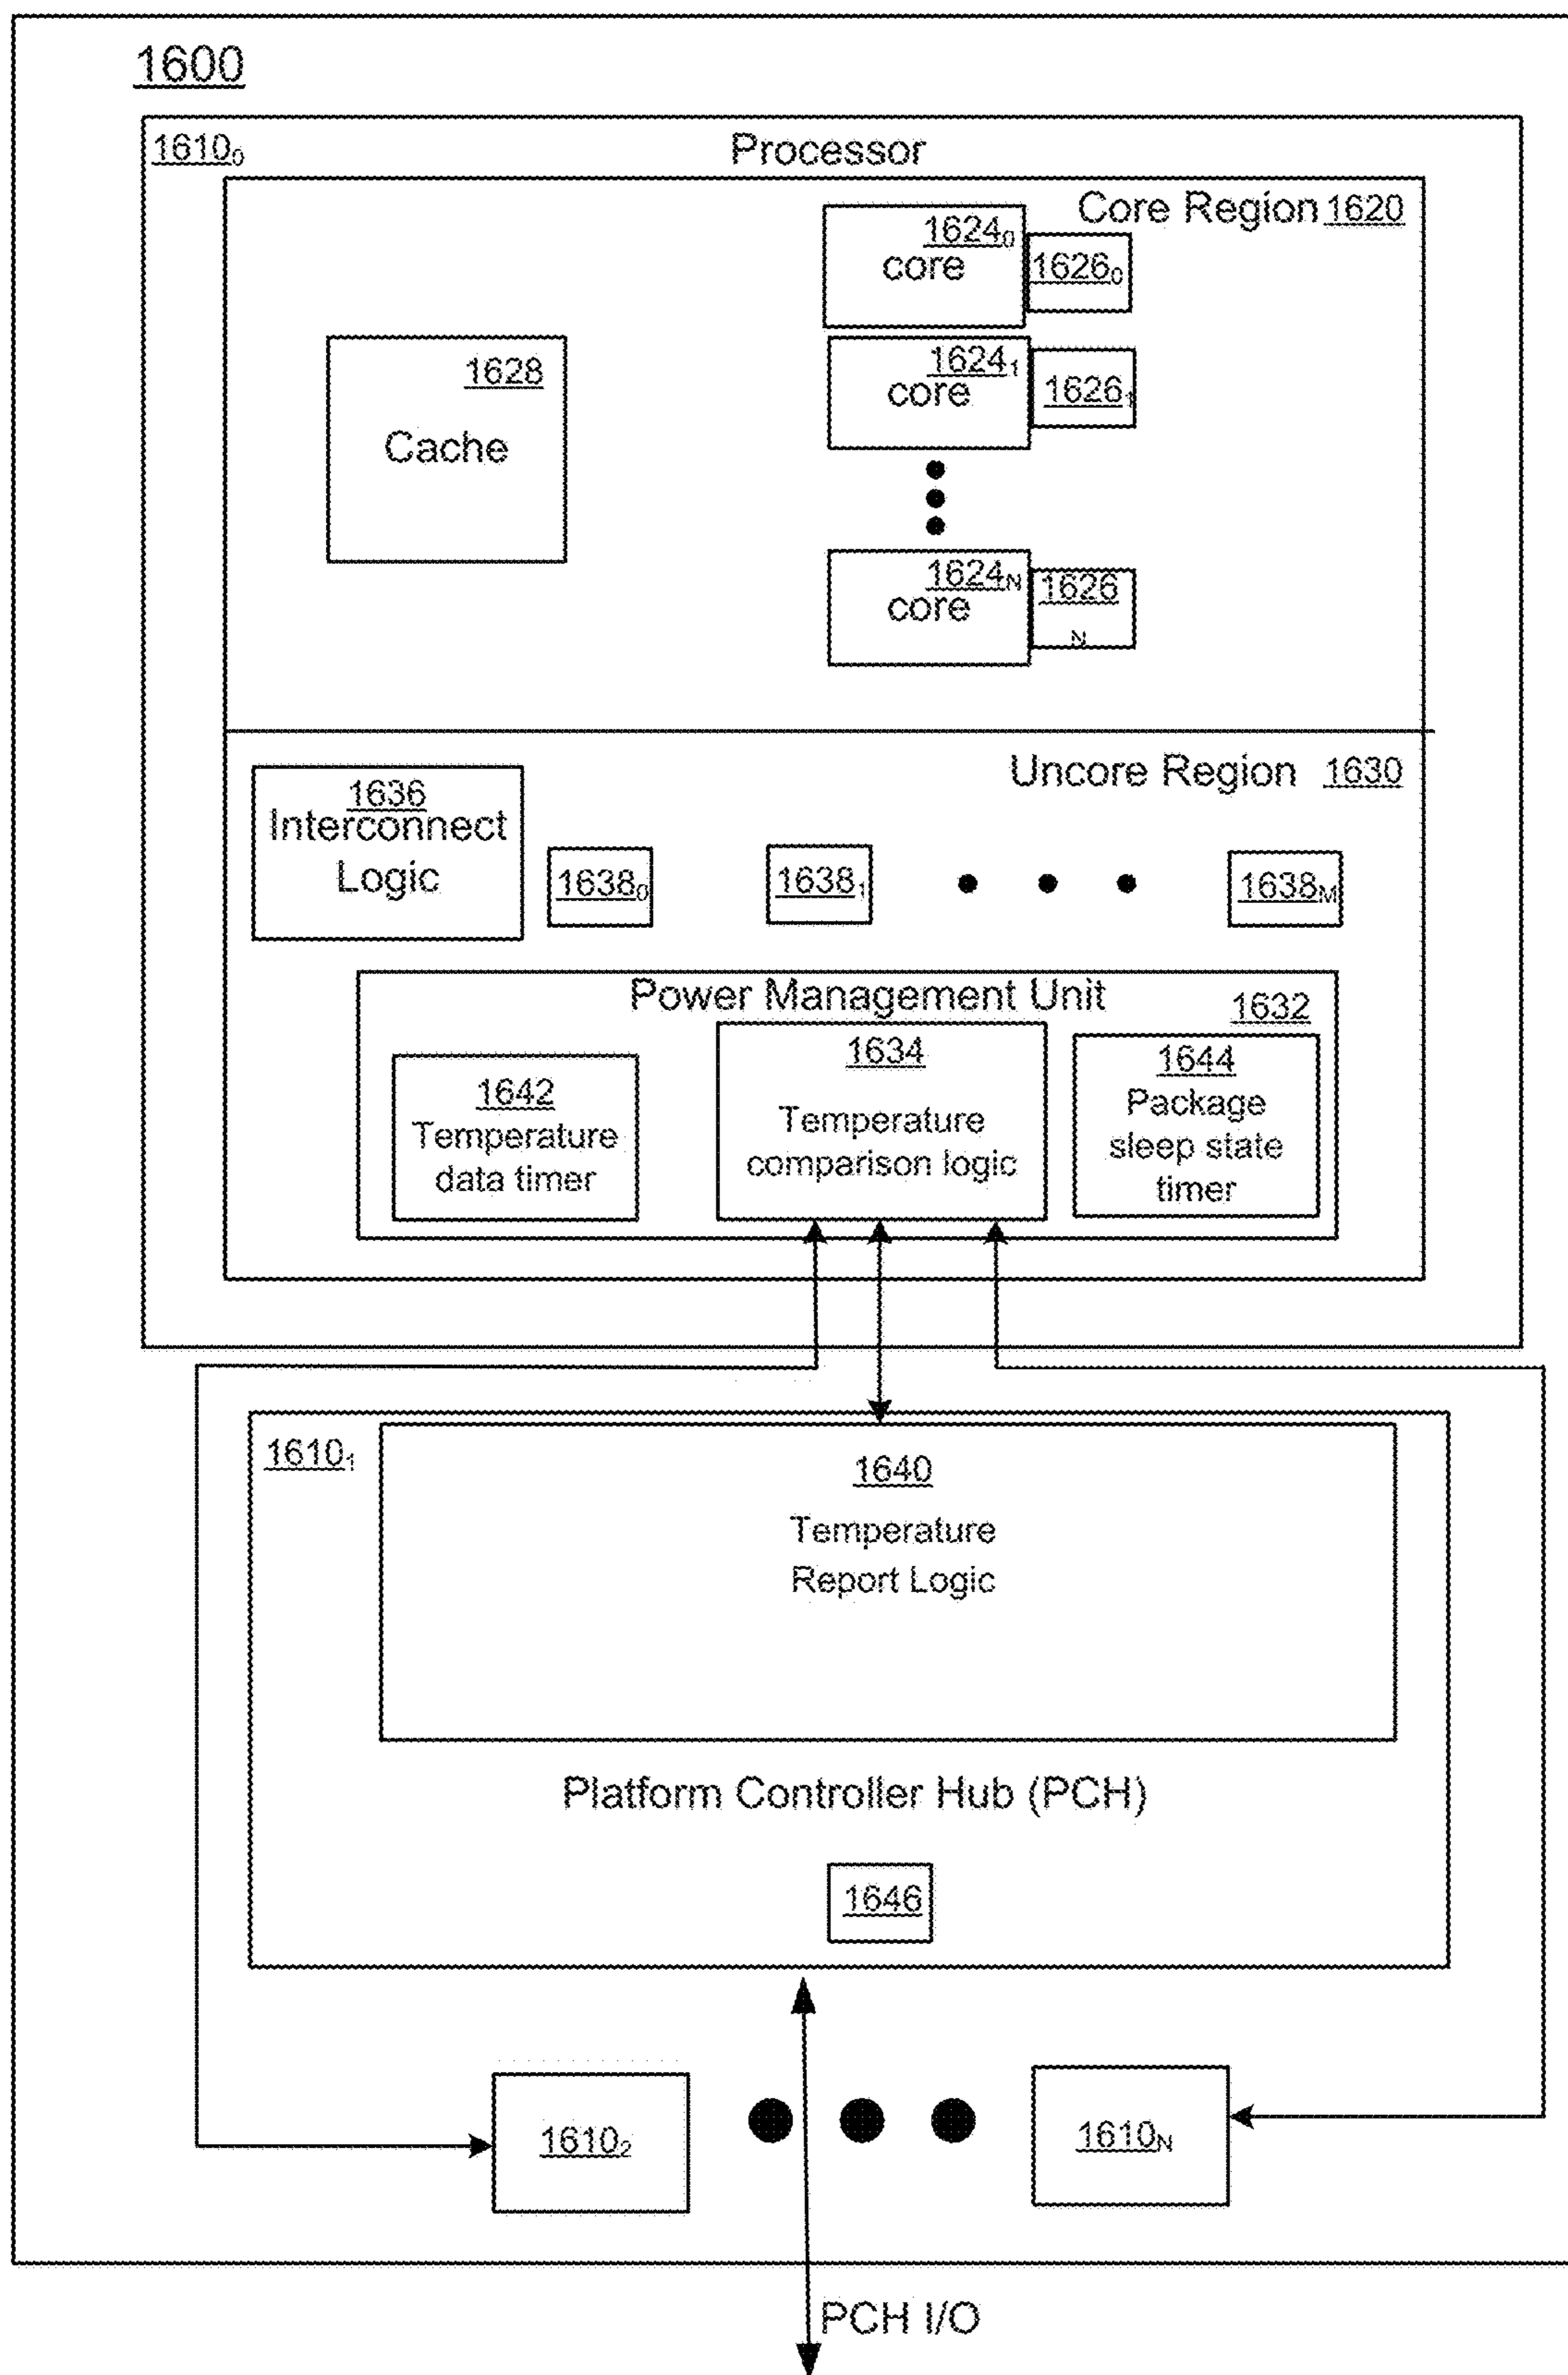 1600
1610₀
Processor
Core Region 1620
1624₀
core
1626₀
1628
Cache
1624₁
core
1626₁
1624N
core
1626
N
Uncore Region 1630
1636
Interconnect
Logic
1638₀
1638₁
1638M
Power Management Unit
1632
1642
Temperature
data timer
1634
Temperature
comparison logic
1644
Package
sleep state
timer
1610₁
1640
Temperature
Report Logic
Platform Controller Hub (PCH)
1646
1610₂
1610N
PCH I/O